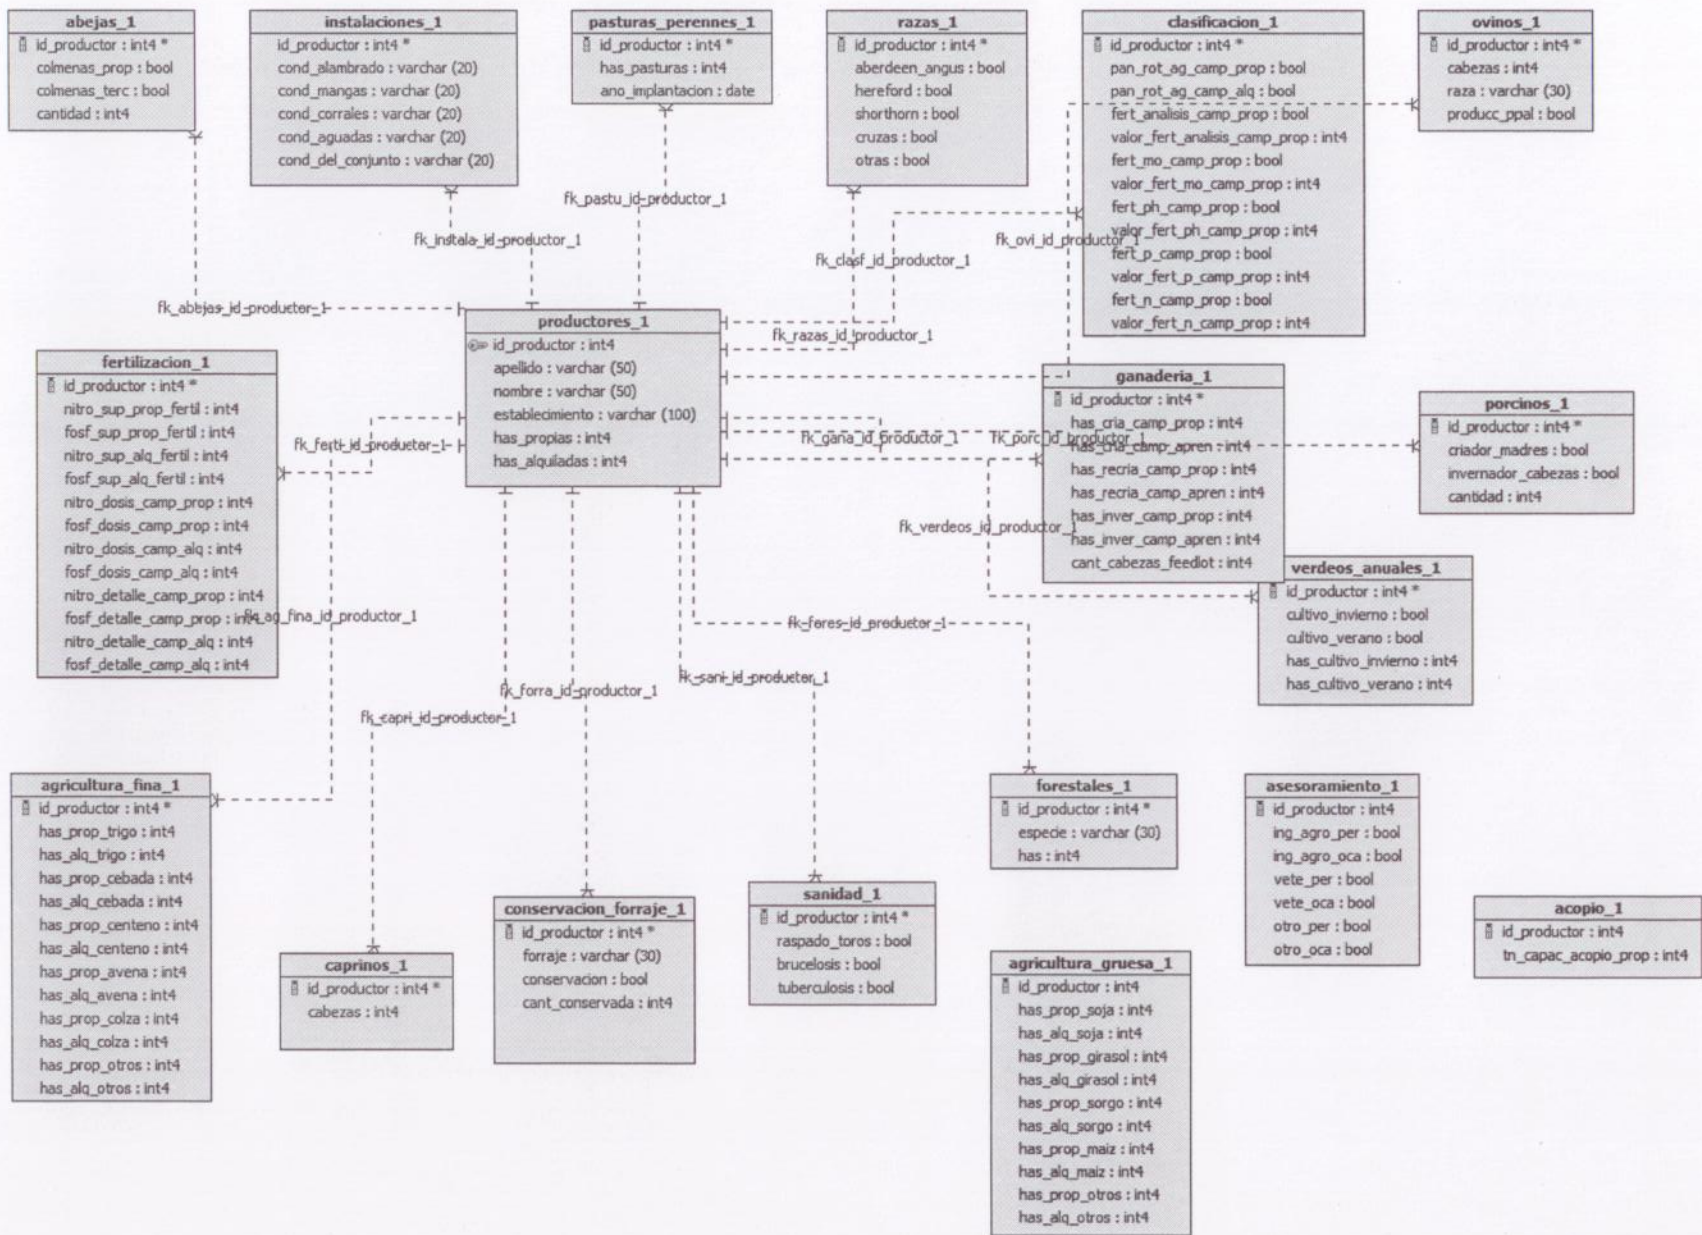 abejas_1
id_productor : int4 *
colmenas_prop : bool
colmenas_terc : bool
cantidad : int4
instalaciones_1
id_productor : int4 *
cond_alambrado : varchar (20)
cond_mangas : varchar (20)
cond_corrales : varchar (20)
cond_aguadas : varchar (20)
cond_del_conjunto : varchar (20)
pasturas_perennes_1
id_productor : int4 *
has_pasturas : int4
ano_implantacion : date
razas_1
id_productor : int4 *
aberdeen_angus : bool
hereford : bool
shorthorn : bool
cruzas : bool
otras : bool
clasificacion_1
id_productor : int4 *
pan_rot_ag_camp_prop : bool
pan_rot_ag_camp_alq : bool
fert_analisis_camp_prop : bool
valor_fert_analisis_camp_prop : int4
fert_mo_camp_prop : bool
valor_fert_mo_camp_prop : int4
fert_ph_camp_prop : bool
valor_fert_ph_camp_prop : int4
fert_p_camp_prop : bool
valor_fert_p_camp_prop : int4
fert_n_camp_prop : bool
valor_fert_n_camp_prop : int4
ovinos_1
id_productor : int4 *
cabezas : int4
raza : varchar (30)
producc_ppal : bool
fk_pastu_id_productor_1
fk_instala_id_productor_1
fk_ovi_id_productor_1
fk_clasf_id_productor_1
fk_abejas_id_productor_1
fk_razas_id_productor_1
productores_1
id_productor : int4
apellido : varchar (50)
nombre : varchar (50)
establecimiento : varchar (100)
has_propias : int4
has_alquiladas : int4
fertilizacion_1
id_productor : int4 *
nitro_sup_prop_fertil : int4
fosf_sup_prop_fertil : int4
nitro_sup_alq_fertil : int4
fosf_sup_alq_fertil : int4
nitro_dosis_camp_prop : int4
fosf_dosis_camp_prop : int4
nitro_dosis_camp_alq : int4
fosf_dosis_camp_alq : int4
nitro_detalle_camp_prop : int4
fosf_detalle_camp_prop : int4
nitro_detalle_camp_alq : int4
fosf_detalle_camp_alq : int4
fk_ferti_id_productor_1
fk_gana_id_productor_1
fk_porc_id_productor_1
ganaderia_1
id_productor : int4 *
has_cria_camp_prop : int4
has_cria_camp_apren : int4
has_recria_camp_prop : int4
has_recria_camp_apren : int4
has_inver_camp_prop : int4
has_inver_camp_apren : int4
cant_cabezas_feedlot : int4
porcinos_1
id_productor : int4 *
criador_madres : bool
invernador_cabezas : bool
cantidad : int4
fk_verdeos_id_productor_1
verdeos_anuales_1
id_productor : int4 *
cultivo_invierno : bool
cultivo_verano : bool
has_cultivo_invierno : int4
has_cultivo_verano : int4
fk_ag_fina_id_productor_1
fk_fores_id_productor_1
fk_sani_id_productor_1
fk_forra_id_productor_1
fk_capri_id_productor_1
agricultura_fina_1
id_productor : int4 *
has_prop_trigo : int4
has_alq_trigo : int4
has_prop_cebada : int4
has_alq_cebada : int4
has_prop_centeno : int4
has_alq_centeno : int4
has_prop_avena : int4
has_alq_avena : int4
has_prop_colza : int4
has_alq_colza : int4
has_prop_otros : int4
has_alq_otros : int4
caprinos_1
id_productor : int4 *
cabezas : int4
conservacion_forraje_1
id_productor : int4 *
forraje : varchar (30)
conservacion : bool
cant_conservada : int4
sanidad_1
id_productor : int4 *
raspado_toros : bool
brucelosis : bool
tuberculosis : bool
forestales_1
id_productor : int4 *
especie : varchar (30)
has : int4
asesoramiento_1
id_productor : int4
ing_agro_per : bool
ing_agro_oca : bool
vete_per : bool
vete_oca : bool
otro_per : bool
otro_oca : bool
acopio_1
id_productor : int4
tn_capac_acopio_prop : int4
agricultura_gruesa_1
id_productor : int4
has_prop_soja : int4
has_alq_soja : int4
has_prop_girasol : int4
has_alq_girasol : int4
has_prop_sorgo : int4
has_alq_sorgo : int4
has_prop_maiz : int4
has_alq_maiz : int4
has_prop_otros : int4
has_alq_otros : int4